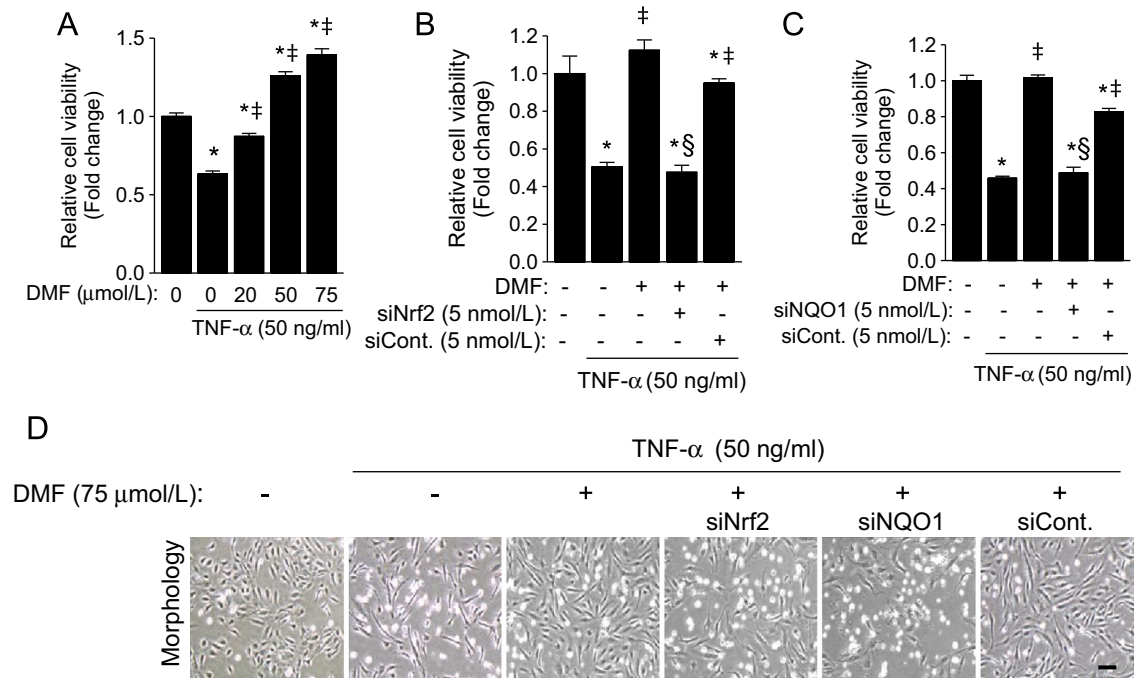 A
Relative cell viability
(Fold change)
1.5
1.0
0.5
0.0
*
*‡
*‡
*‡
DMF (μmol/L): 0 0 20 50 75
TNF-α (50 ng/ml)
B
Relative cell viability
(Fold change)
1.2
1.0
0.8
0.6
0.4
0.2
0.0
*
‡
*§
*‡
DMF: - - + + +
siNrf2 (5 nmol/L): - - - + -
siCont. (5 nmol/L): - - - - +
TNF-α (50 ng/ml)
C
Relative cell viability
(Fold change)
1.2
1.0
0.8
0.6
0.4
0.2
0.0
*
‡
*§
*‡
DMF: - - + + +
siNQO1 (5 nmol/L): - - - + -
siCont. (5 nmol/L): - - - - +
TNF-α (50 ng/ml)
D
TNF-α (50 ng/ml)
DMF (75 μmol/L): - - + + + +
siNrf2 siNQO1 siCont.
Morphology